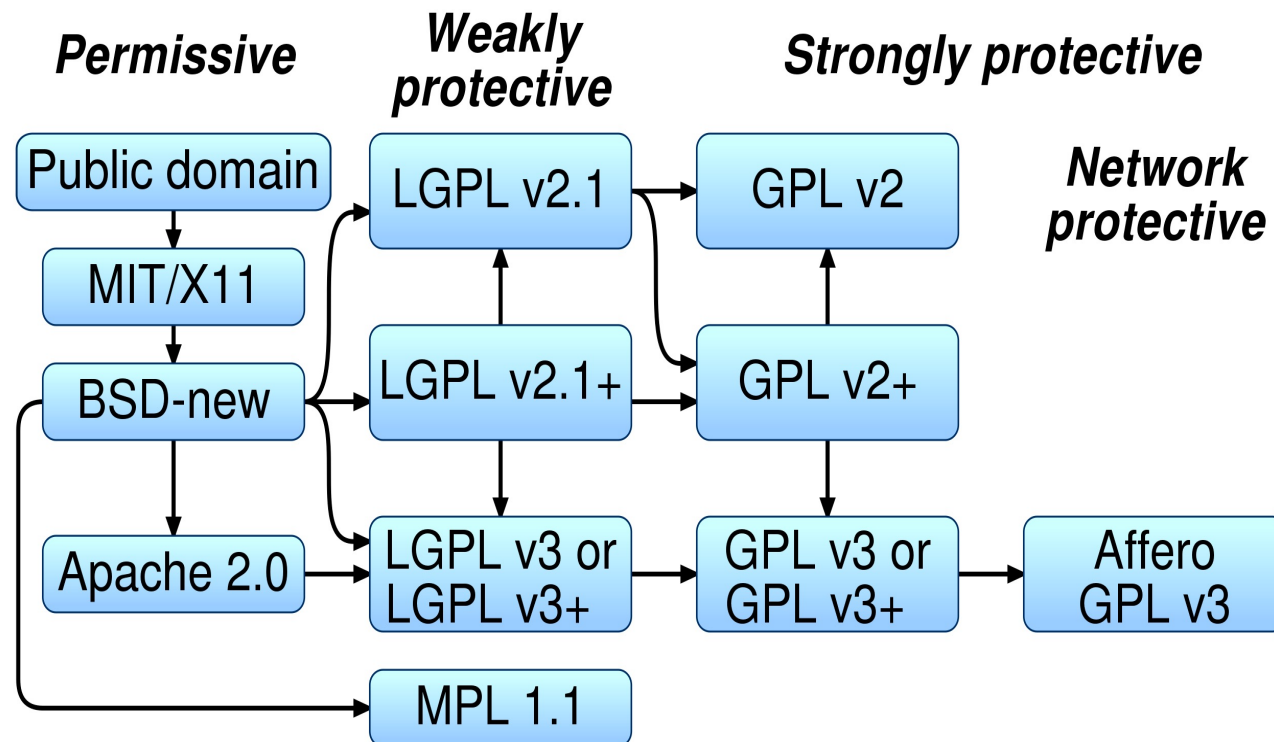 Permissive
Weakly
protective
Strongly protective
Network
protective
Public domain
MIT/X11
BSD-new
Apache 2.0
LGPL v2.1
LGPL v2.1+
LGPL v3 or
LGPL v3+
MPL 1.1
GPL v2
GPL v2+
GPL v3 or
GPL v3+
Affero
GPL v3